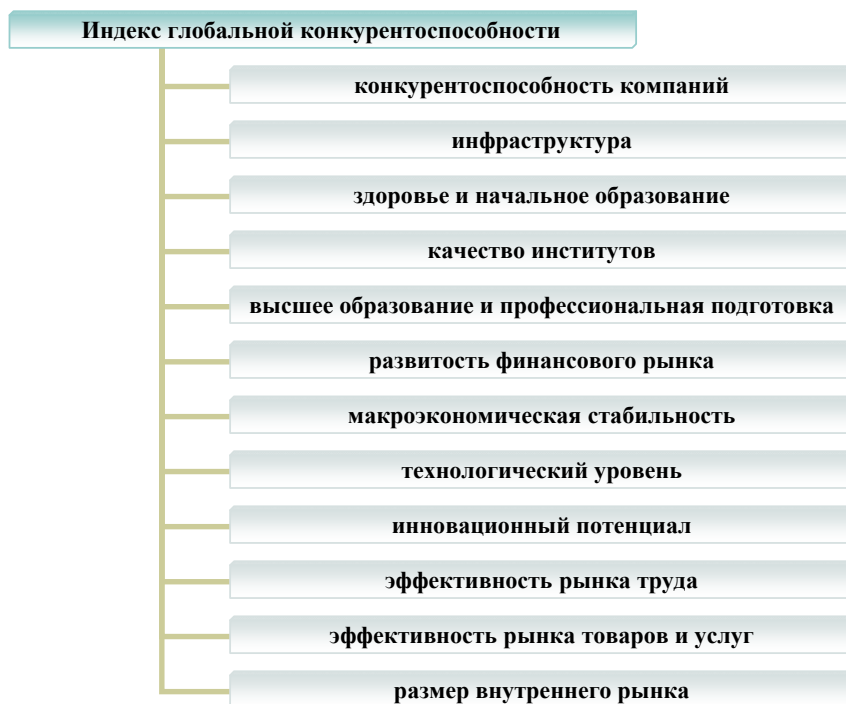 Индекс глобальной конкурентоспособности
конкурентоспособность компаний
инфраструктура
здоровье и начальное образование
качество институтов
высшее образование и профессиональная подготовка
развитость финансового рынка
макроэкономическая стабильность
технологический уровень
инновационный потенциал
эффективность рынка труда
эффективность рынка товаров и услуг
размер внутреннего рынка